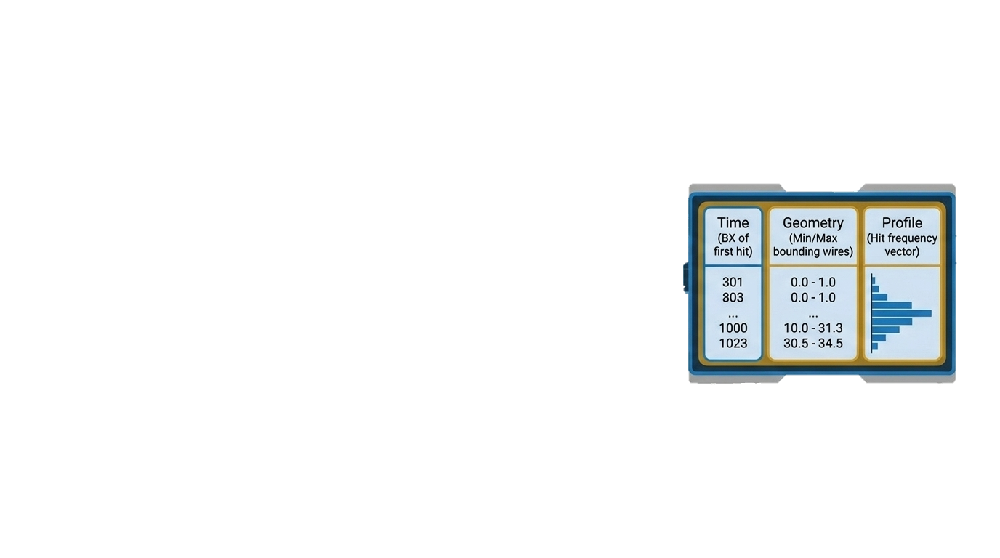 Time
(BX of
first hit)
301
803
...
1000
1023
Geometry
(Min/Max
bounding wires)
0.0 - 1.0
0.0 - 1.0
...
10.0 - 31.3
30.5 - 34.5
Profile
(Hit frequency
vector)